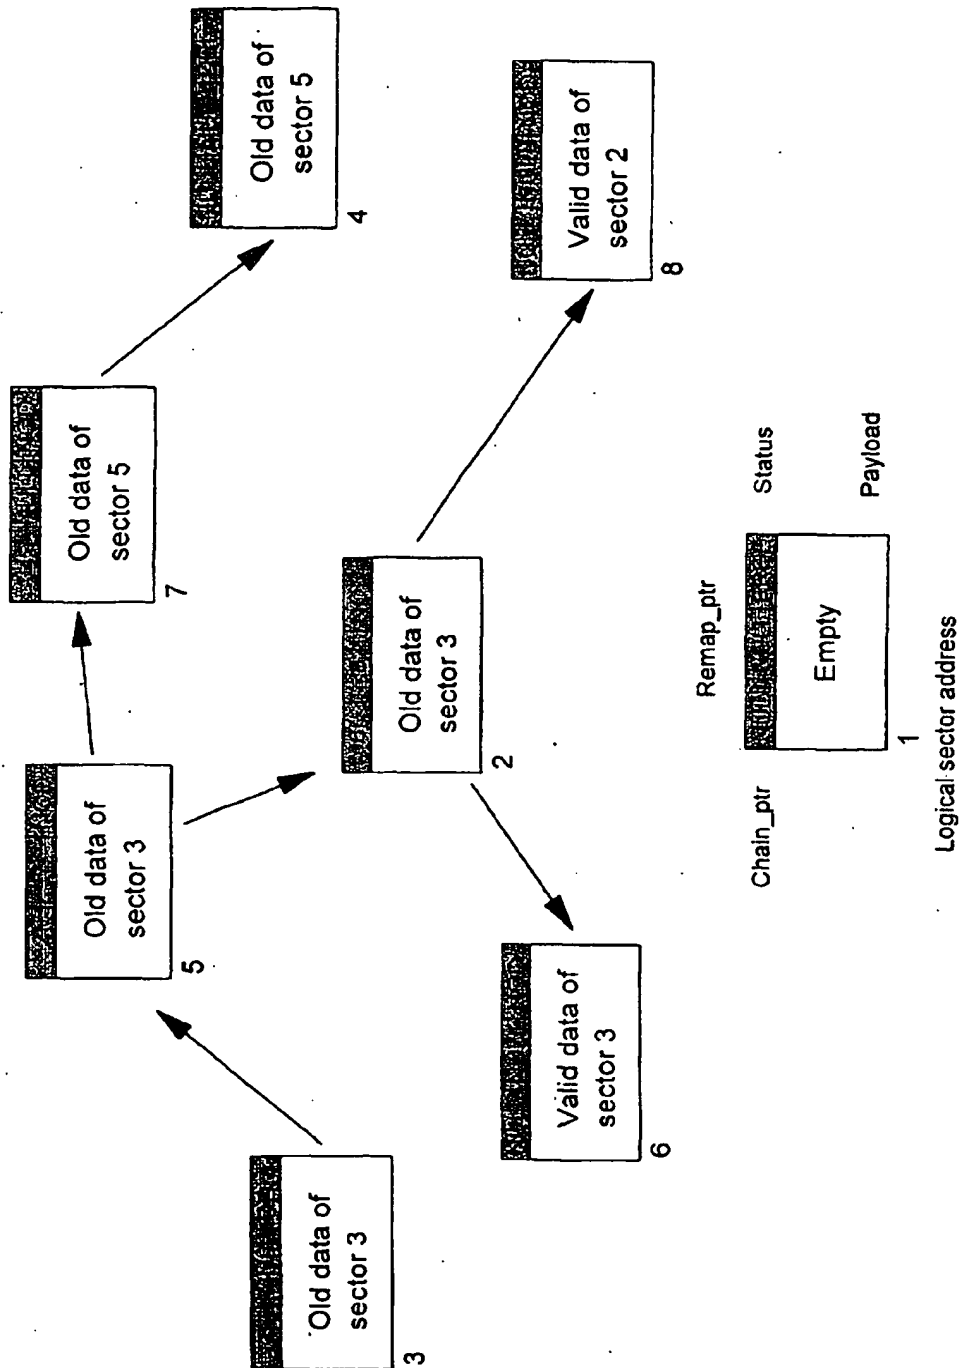 Old data of
sector 3
5
Old data of
sector 5
7
Old data of
sector 5
4
Old data of
sector 3
3
Old data of
sector 3
2
Valid data of
sector 3
6
Valid data of
sector 2
8
Remap_ptr
Chain_ptr
Status
Empty
Payload
1
Logical sector address